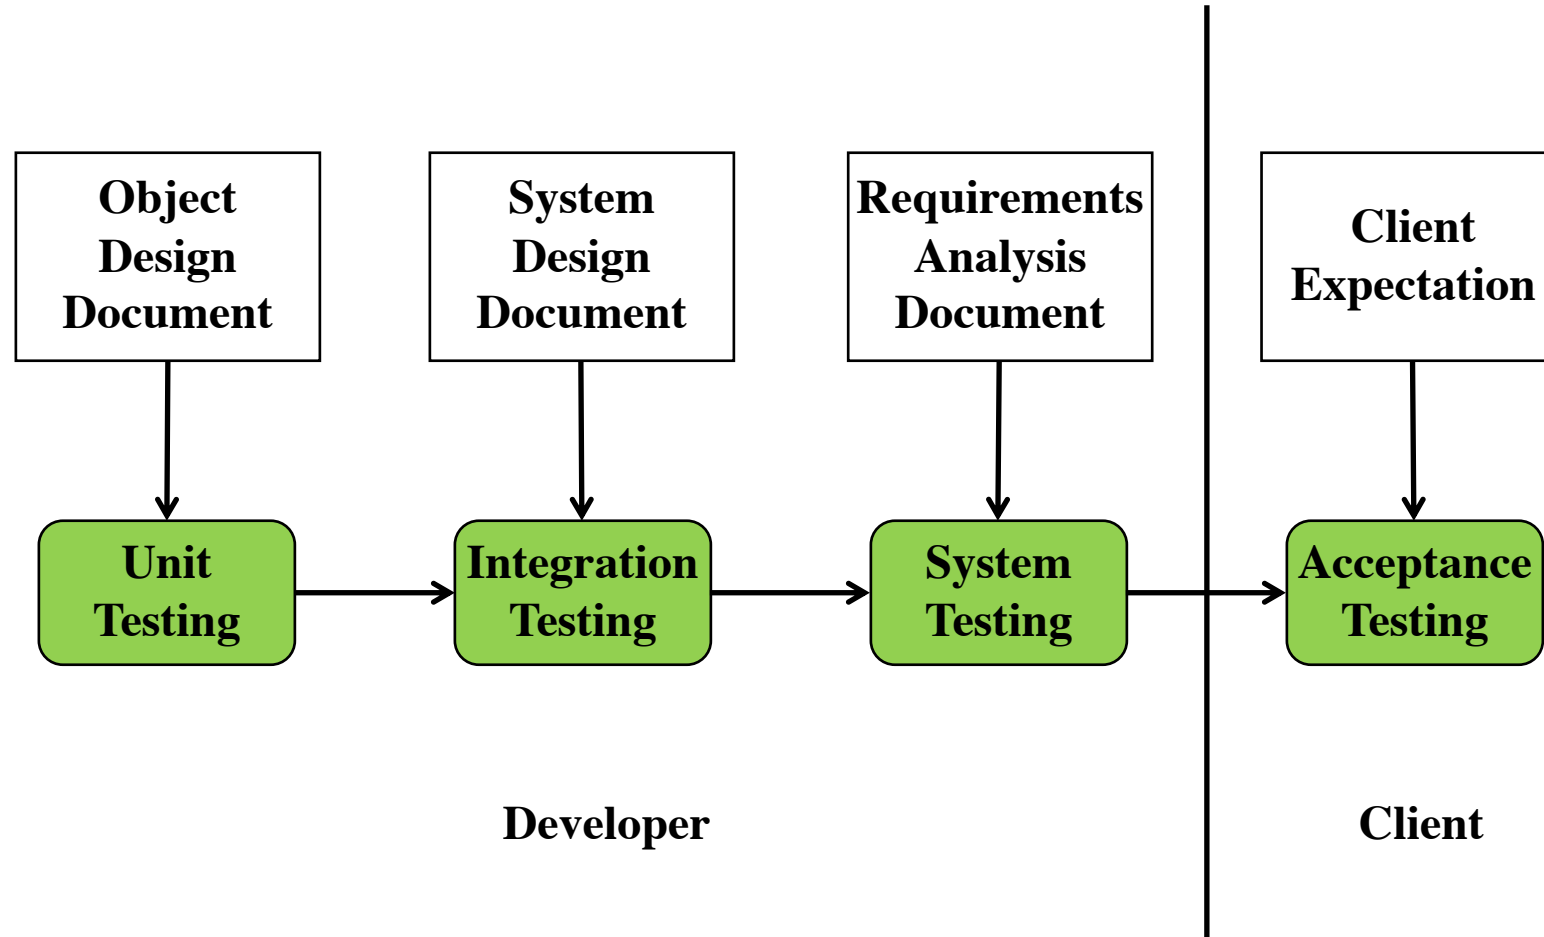 Object
Design
Document
System
Design
Document
Requirements
Analysis
Document
Client
Expectation
Unit
Testing
Integration
Testing
System
Testing
Acceptance
Testing
Developer
Client